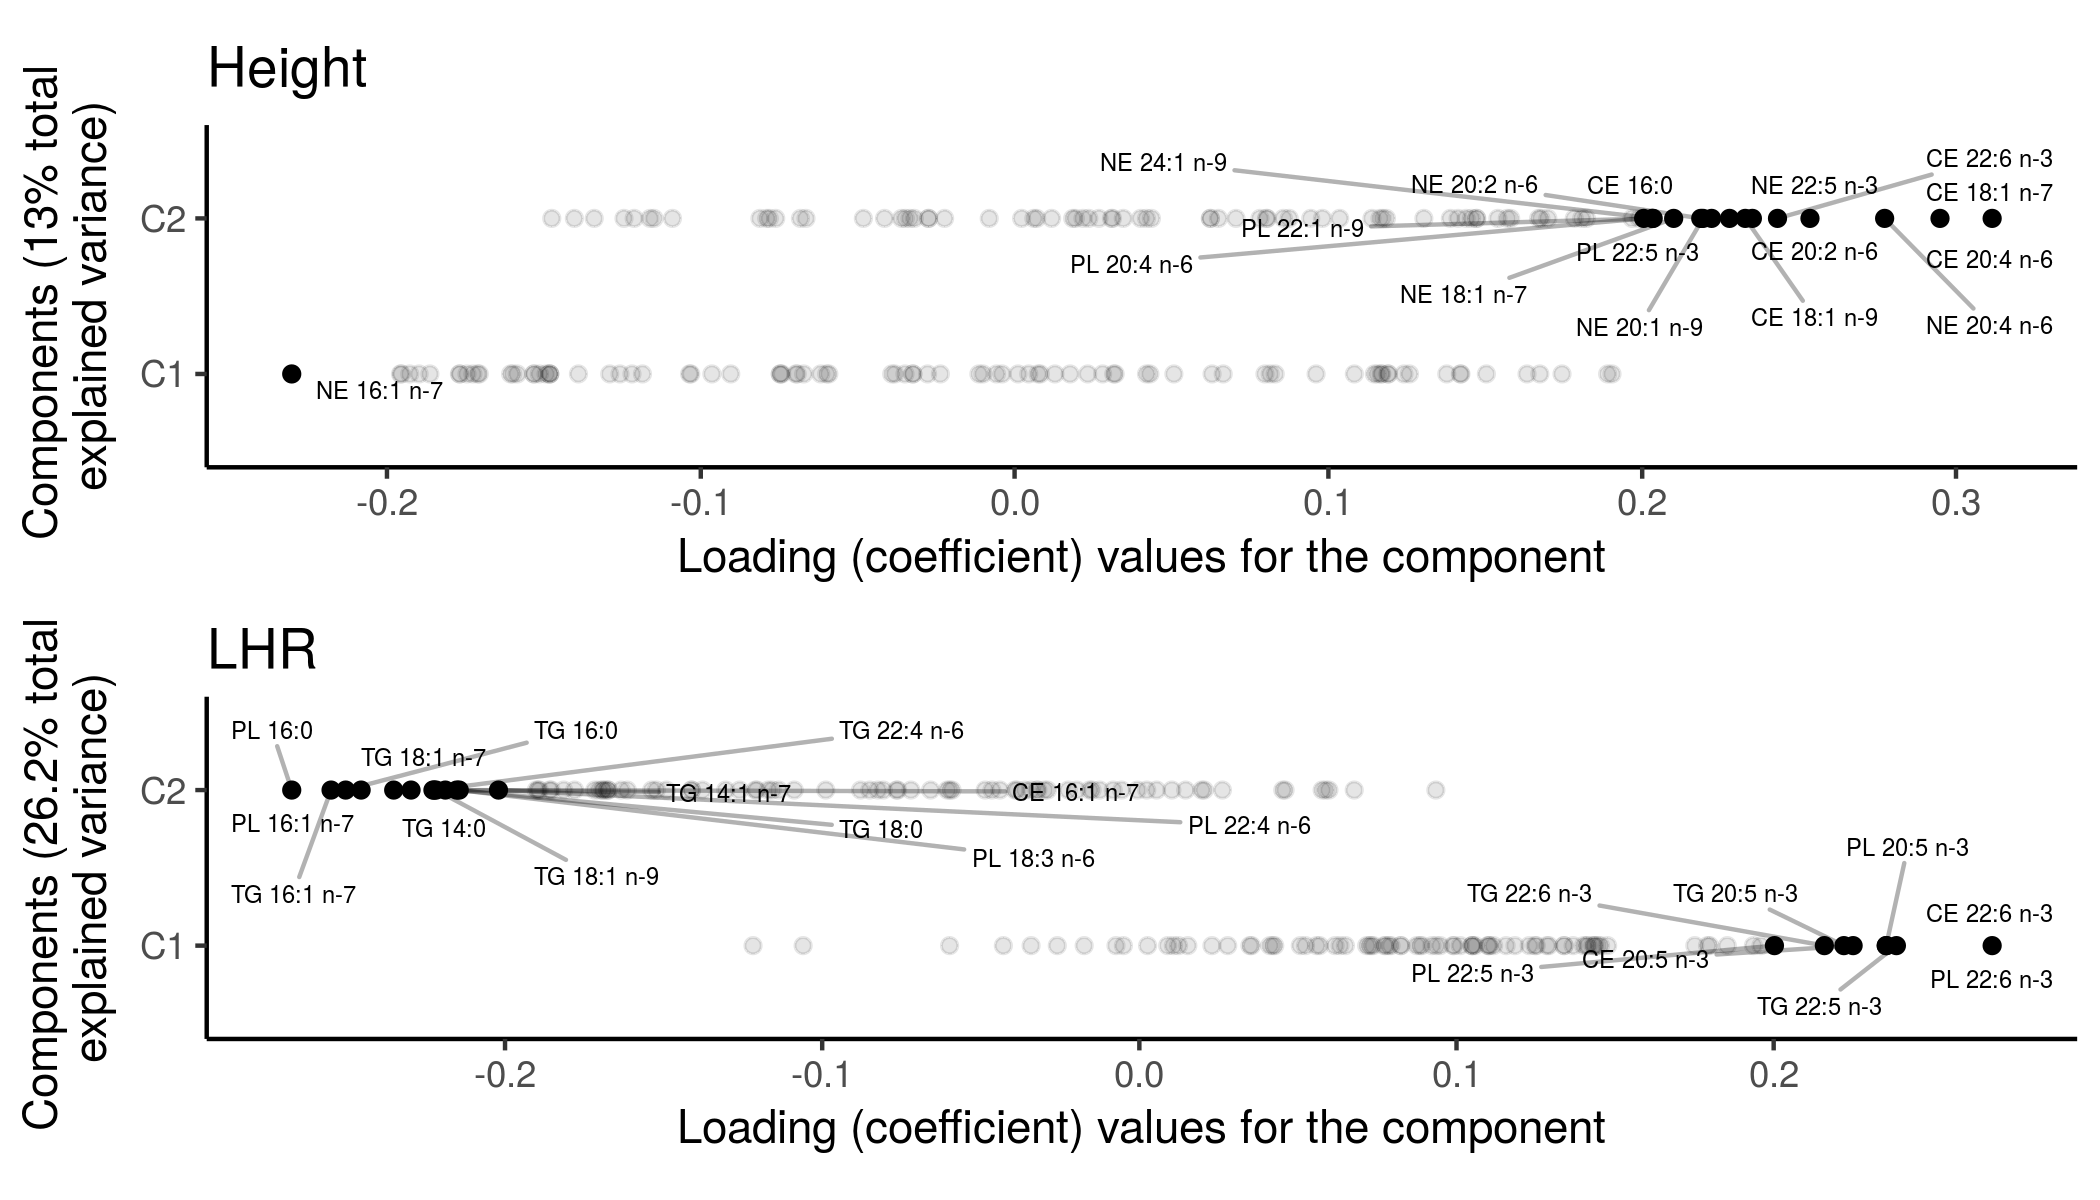 Height
Components (13% total
explained variance)
C2
C1
NE 24:1 n-9
NE 20:2 n-6
CE 16:0
NE 22:5 n-3
CE 22:6 n-3
CE 18:1 n-7
PL 22:1 n-9
PL 20:4 n-6
PL 22:5 n-3
CE 20:2 n-6
CE 20:4 n-6
NE 18:1 n-7
NE 20:1 n-9
CE 18:1 n-9
NE 20:4 n-6
NE 16:1 n-7
-0.2 -0.1 0.0 0.1 0.2 0.3
Loading (coefficient) values for the component
LHR
Components (26.2% total
explained variance)
C2
C1
PL 16:0
TG 16:0
TG 22:4 n-6
TG 18:1 n-7
TG 14:1 n-7
CE 16:1 n-7
PL 16:1 n-7
TG 14:0
TG 18:0
PL 22:4 n-6
PL 18:3 n-6
TG 18:1 n-9
TG 16:1 n-7
PL 20:5 n-3
TG 22:6 n-3
TG 20:5 n-3
CE 22:6 n-3
CE 20:5 n-3
PL 22:5 n-3
PL 22:6 n-3
TG 22:5 n-3
-0.2 -0.1 0.0 0.1 0.2
Loading (coefficient) values for the component